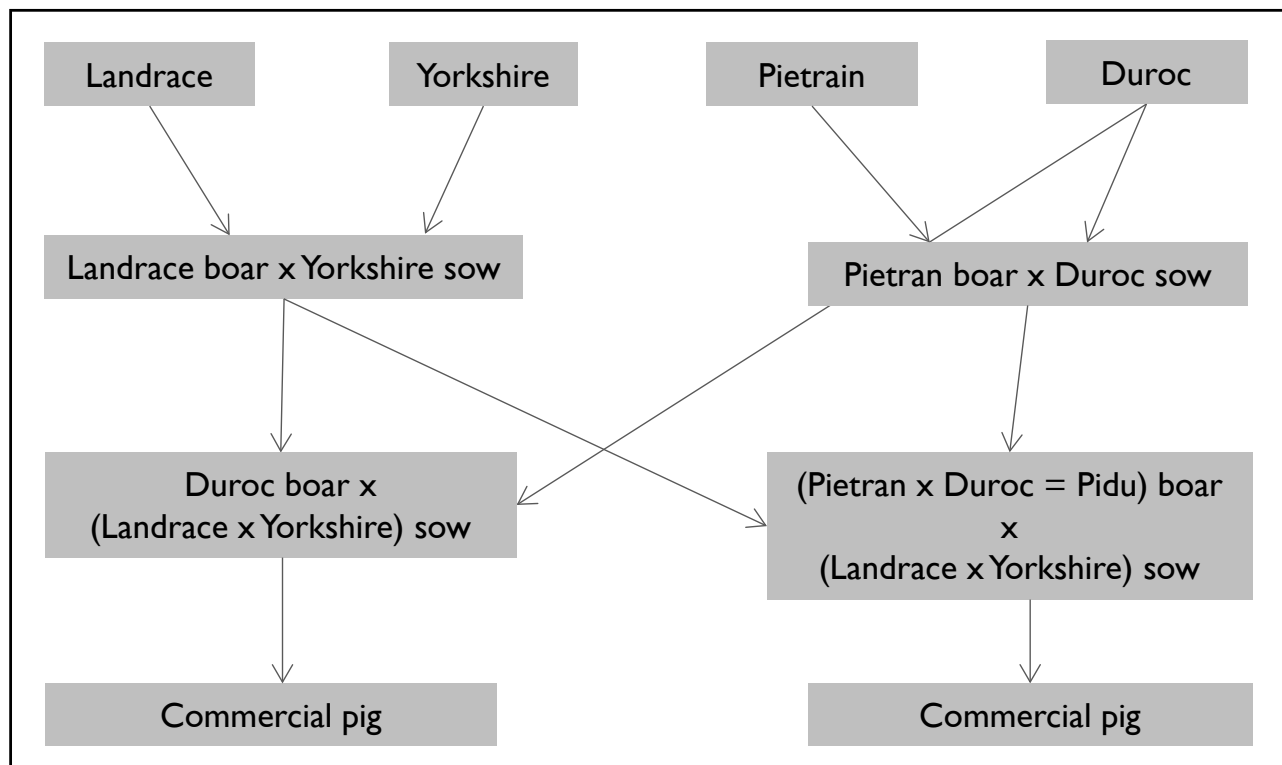 Landrace
Yorkshire
Pietrain
Duroc
Landrace boar x Yorkshire sow
Pietran boar x Duroc sow
Duroc boar x
(Landrace x Yorkshire) sow
(Pietran x Duroc = Pidu) boar
x
(Landrace x Yorkshire) sow
Commercial pig
Commercial pig